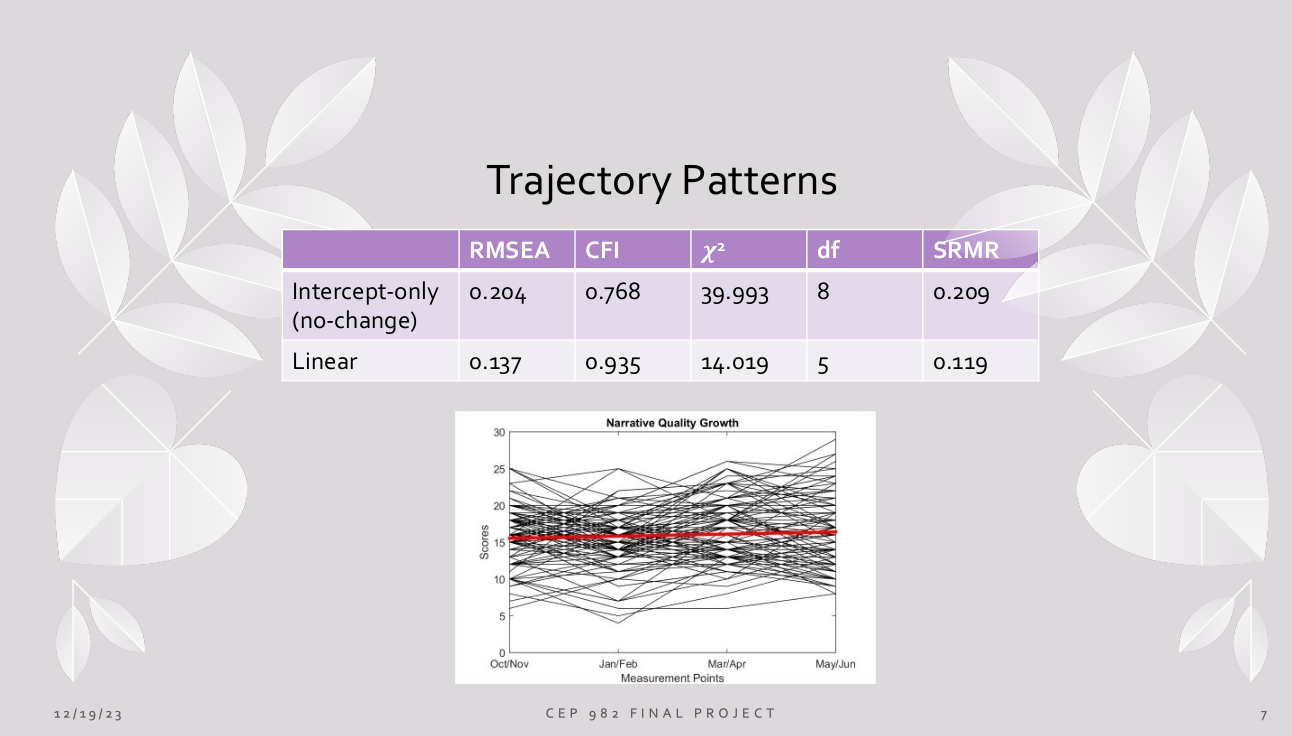 Trajectory Patterns
RMSEA CFI χ² df SRMR
Intercept-only 0.204 0.768 39.993 8 0.209
(no-change)
Linear 0.137 0.935 14.019 5 0.119
Narrative Quality Growth
30
25
20
15
10
5
0
Scores
Oct/Nov Jan/Feb Mar/Apr May/Jun
Measurement Points
12/19/23 CEP 982 FINAL PROJECT 7